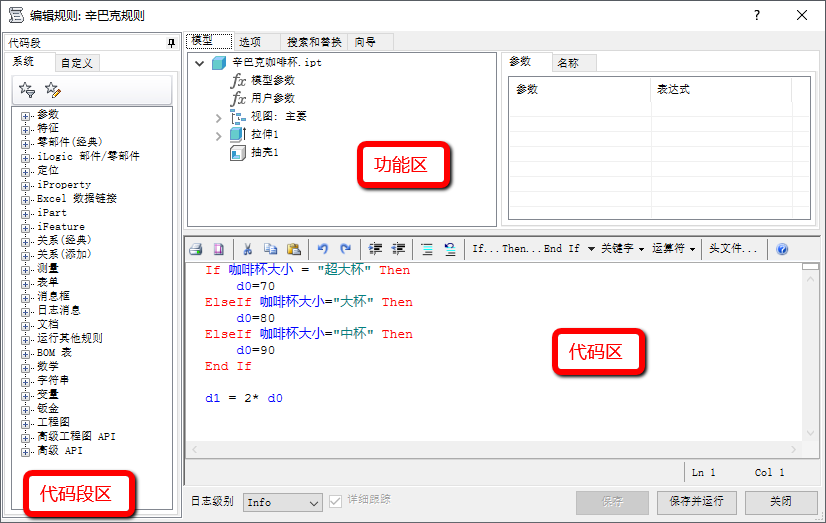 编辑规则: 辛巴克规则
代码段
系统 自定义
参数
特征
零部件(经典)
iLogic 部件/零部件
定位
iProperty
Excel 数据链接
iPart
iFeature
关系(经典)
关系(添加)
测量
表单
消息框
日志消息
文档
运行其他规则
BOM 表
数学
字符串
变量
钣金
工程图
高级工程图 API
高级 API
代码段区
模型 选项 搜索和替换 向导
辛巴克咖啡杯.ipt
fx 模型参数
fx 用户参数
视图: 主要
拉伸1
抽壳1
功能区
参数 名称
参数 表达式
If...Then...End If 关键字 运算符 头文件...
If 咖啡杯大小 = "超大杯" Then
d0=70
ElseIf 咖啡杯大小="大杯" Then
d0=80
ElseIf 咖啡杯大小="中杯" Then
d0=90
End If
d1 = 2* d0
代码区
Ln 1 Col 1
日志级别 Info 详细跟踪 保存 保存并运行 关闭